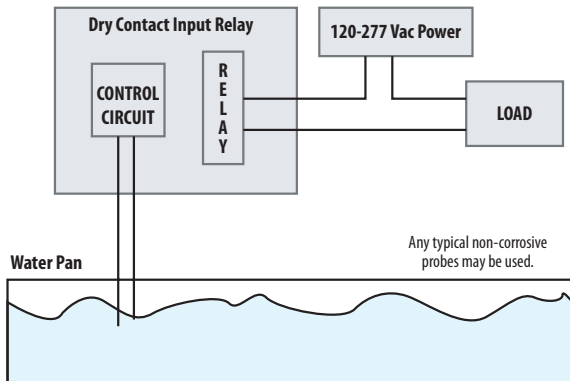 Dry Contact Input Relay
120-277 Vac Power
CONTROL
CIRCUIT
RELAY
LOAD
Any typical non-corrosive
probes may be used.
Water Pan